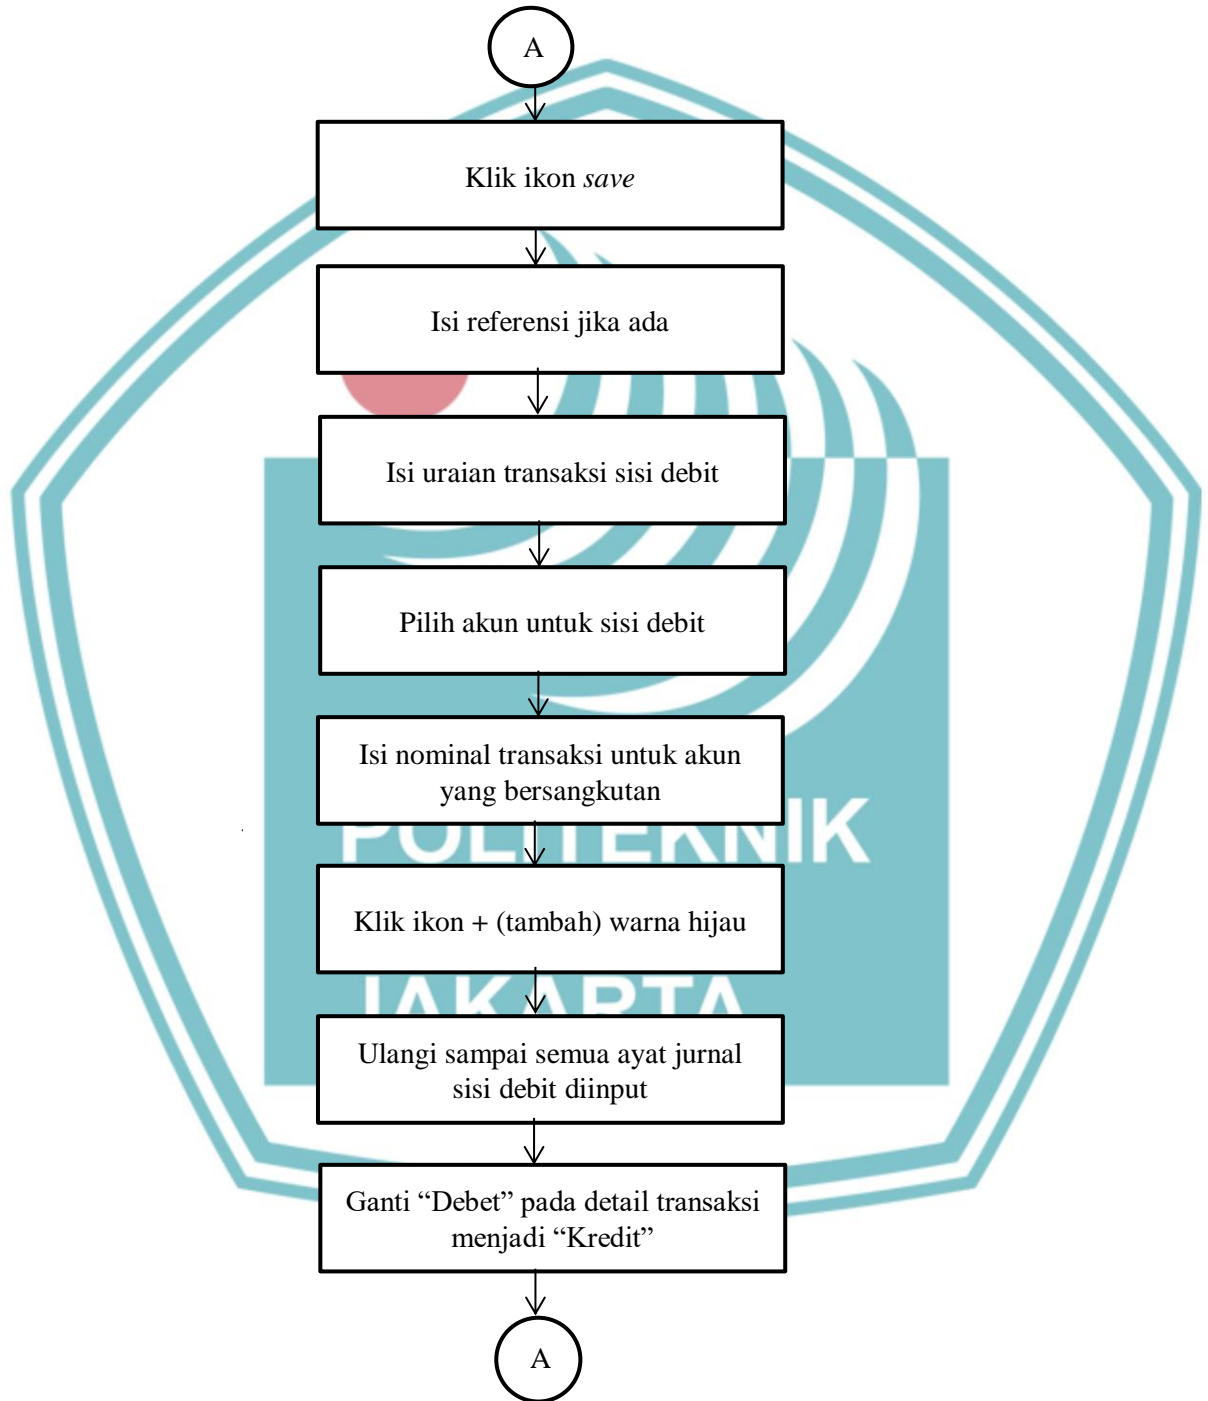 A
Klik ikon save
Isi referensi jika ada
Isi uraian transaksi sisi debit
Pilih akun untuk sisi debit
Isi nominal transaksi untuk akun
yang bersangkutan
POLITEKNIK
Klik ikon + (tambah) warna hijau
JAKARTA
Ulangi sampai semua ayat jurnal
sisi debit diinput
Ganti “Debet” pada detail transaksi
menjadi “Kredit”
A